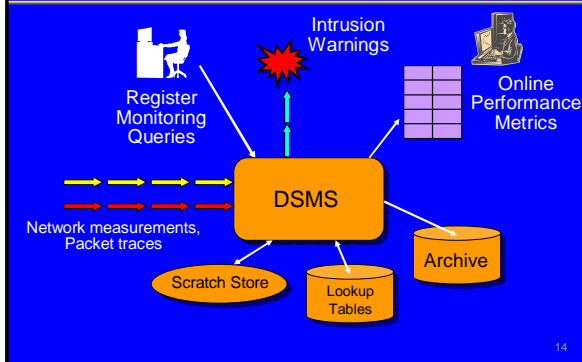 Intrusion
Warnings
Register
Monitoring
Queries
Online
Performance
Metrics
DSMS
Network measurements,
Packet traces
Scratch Store
Lookup
Tables
Archive
14